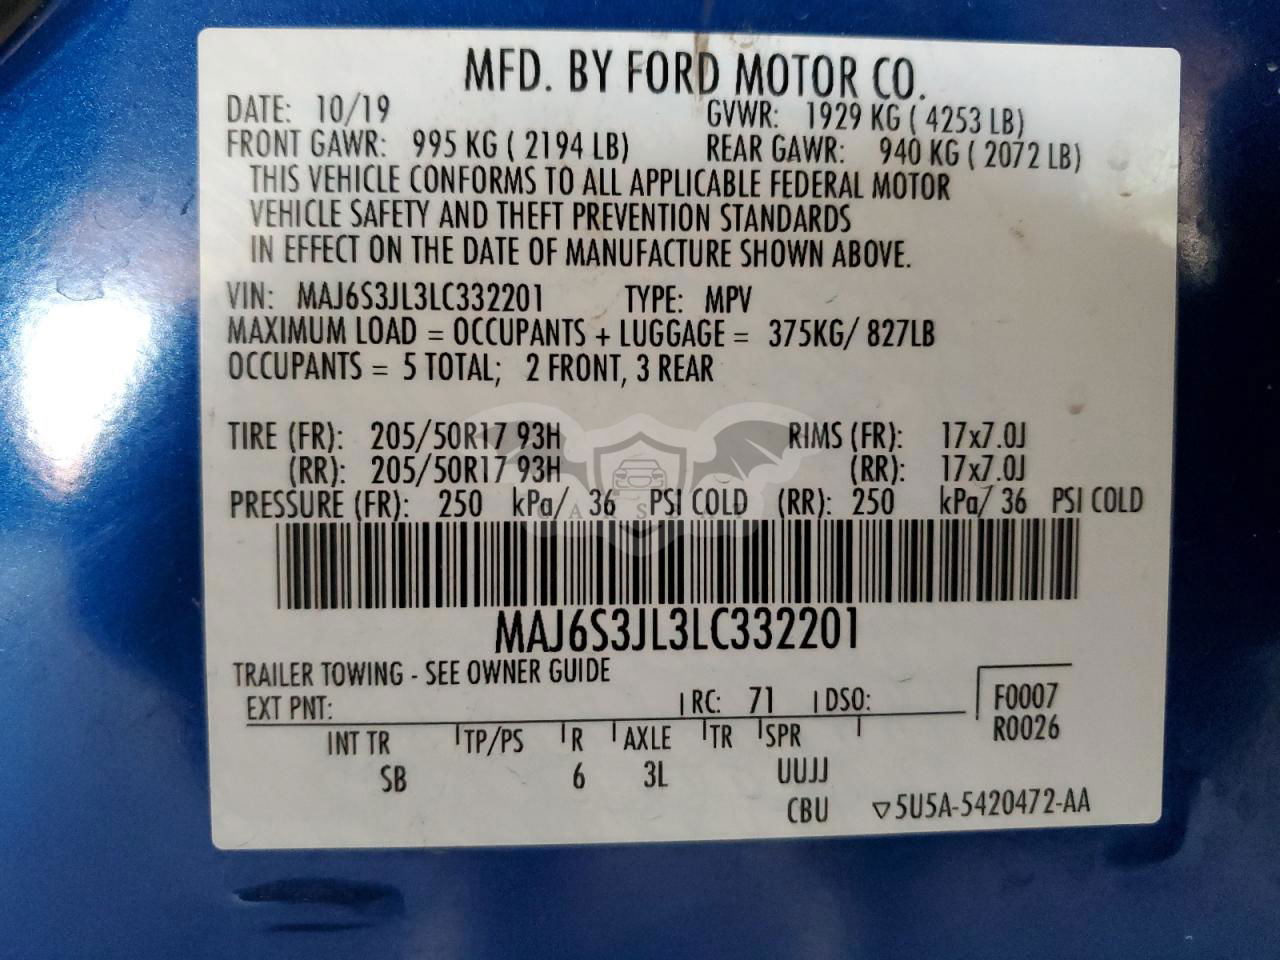 MFD. BY FORD MOTOR CO.
DATE: 10/19 GVWR: 1929 KG ( 4253 LB)
FRONT GAWR: 995 KG ( 2194 LB) REAR GAWR: 940 KG ( 2072 LB)
THIS VEHICLE CONFORMS TO ALL APPLICABLE FEDERAL MOTOR
VEHICLE SAFETY AND THEFT PREVENTION STANDARDS
IN EFFECT ON THE DATE OF MANUFACTURE SHOWN ABOVE.
VIN: MAJ6S3JL3LC332201 TYPE: MPV
MAXIMUM LOAD = OCCUPANTS + LUGGAGE = 375KG/ 827LB
OCCUPANTS = 5 TOTAL; 2 FRONT, 3 REAR
TIRE (FR): 205/50R17 93H RIMS (FR): 17x7.0J
(RR): 205/50R17 93H (RR): 17x7.0J
PRESSURE (FR): 250 kPa/ 36 PSI COLD (RR): 250 kPa/ 36 PSI COLD
MAJ6S3JL3LC332201
TRAILER TOWING - SEE OWNER GUIDE
EXT PNT: RC: 71 DSO: F0007
R0026
INT TR TP/PS R AXLE TR SPR
SB 6 3L UUJJ
CBU ▽5U5A-5420472-AA